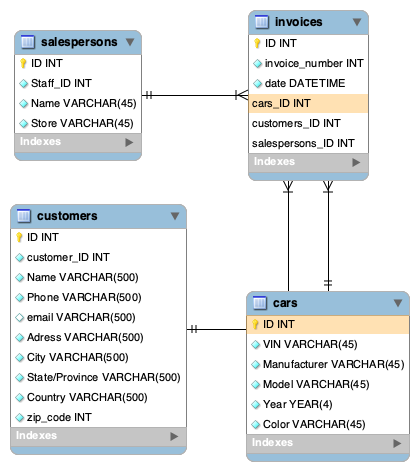 salespersons
ID INT
Staff_ID INT
Name VARCHAR(45)
Store VARCHAR(45)
Indexes
invoices
ID INT
invoice_number INT
date DATETIME
cars_ID INT
customers_ID INT
salespersons_ID INT
Indexes
customers
ID INT
customer_ID INT
Name VARCHAR(500)
Phone VARCHAR(500)
email VARCHAR(500)
Adress VARCHAR(500)
City VARCHAR(500)
State/Province VARCHAR(500)
Country VARCHAR(500)
zip_code INT
Indexes
cars
ID INT
VIN VARCHAR(45)
Manufacturer VARCHAR(45)
Model VARCHAR(45)
Year YEAR(4)
Color VARCHAR(45)
Indexes